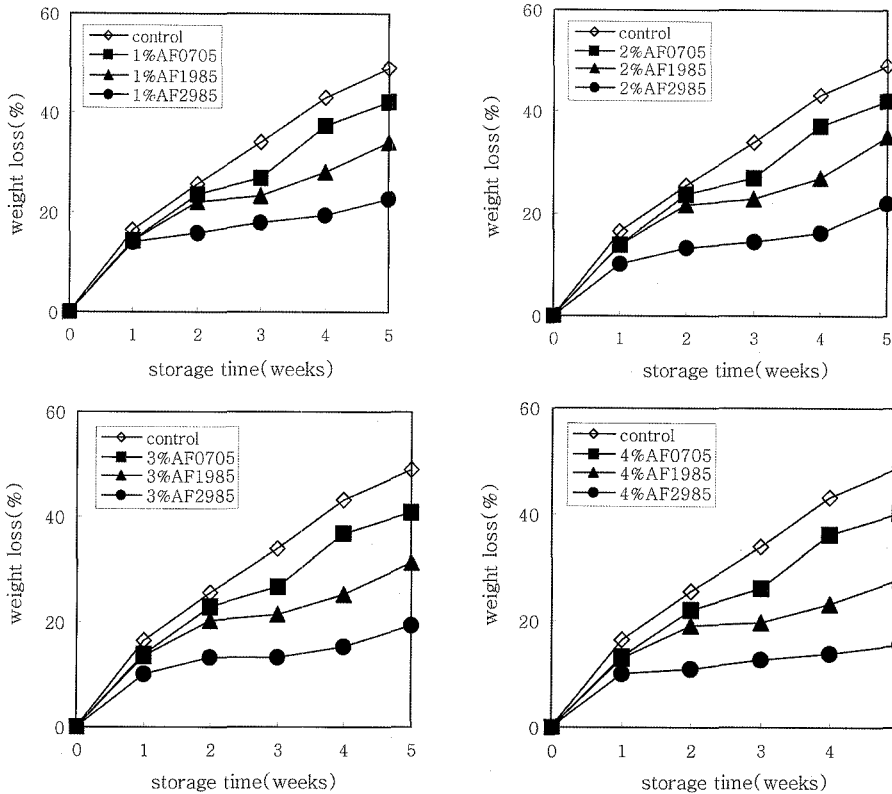 60
40
20
0
weight loss(%)
control
1%AF0705
1%AF1985
1%AF2985
0 1 2 3 4 5
storage time(weeks)
60
40
20
0
weight loss(%)
control
2%AF0705
2%AF1985
2%AF2985
0 1 2 3 4 5
storage time(weeks)
60
40
20
0
weight loss(%)
control
3%AF0705
3%AF1985
3%AF2985
0 1 2 3 4 5
storage time(weeks)
60
40
20
0
weight loss(%)
control
4%AF0705
4%AF1985
4%AF2985
0 1 2 3 4
storage time(weeks)